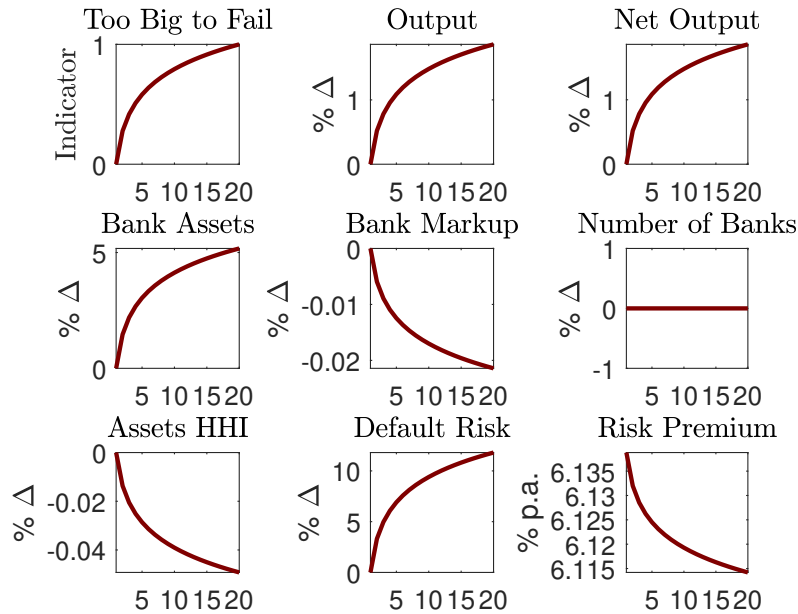 Too Big to Fail
Indicator
1
0
5 10 15 20
Output
% Δ
1
0
5 10 15 20
Net Output
% Δ
1
0
5 10 15 20
Bank Assets
% Δ
5
0
5 10 15 20
Bank Markup
% Δ
0
-0.01
-0.02
5 10 15 20
Number of Banks
% Δ
1
0
-1
5 10 15 20
Assets HHI
% Δ
0
-0.02
-0.04
5 10 15 20
Default Risk
% Δ
10
5
0
5 10 15 20
Risk Premium
% p.a.
6.135
6.13
6.125
6.12
6.115
5 10 15 20